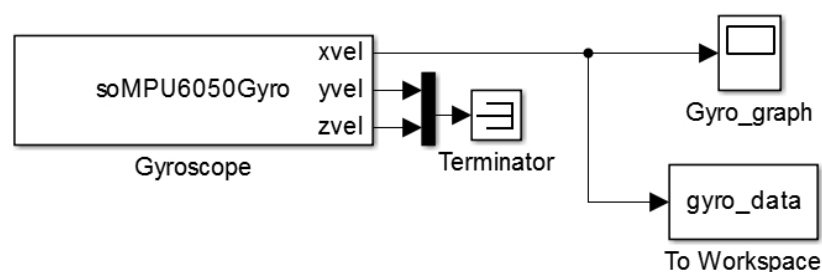 xvel
soMPU6050Gyro
yvel
zvel
Gyroscope
Terminator
Gyro_graph
gyro_data
To Workspace